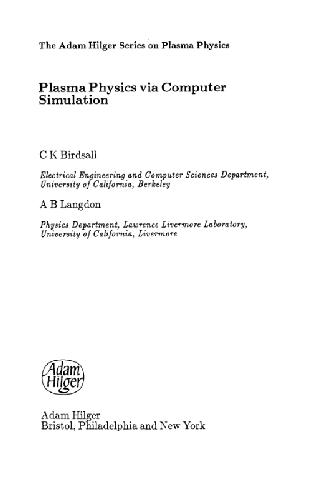 The Adam Hilger Series on Plasma Physics
Plasma Physics via Computer
Simulation
C K Birdsall
Electrical Engineering and Computer Sciences Department,
University of California, Berkeley
A B Langdon
Physics Department, Lawrence Livermore Laboratory,
University of California, Livermore
Adam
Hilger
Adam Hilger
Bristol, Philadelphia and New York